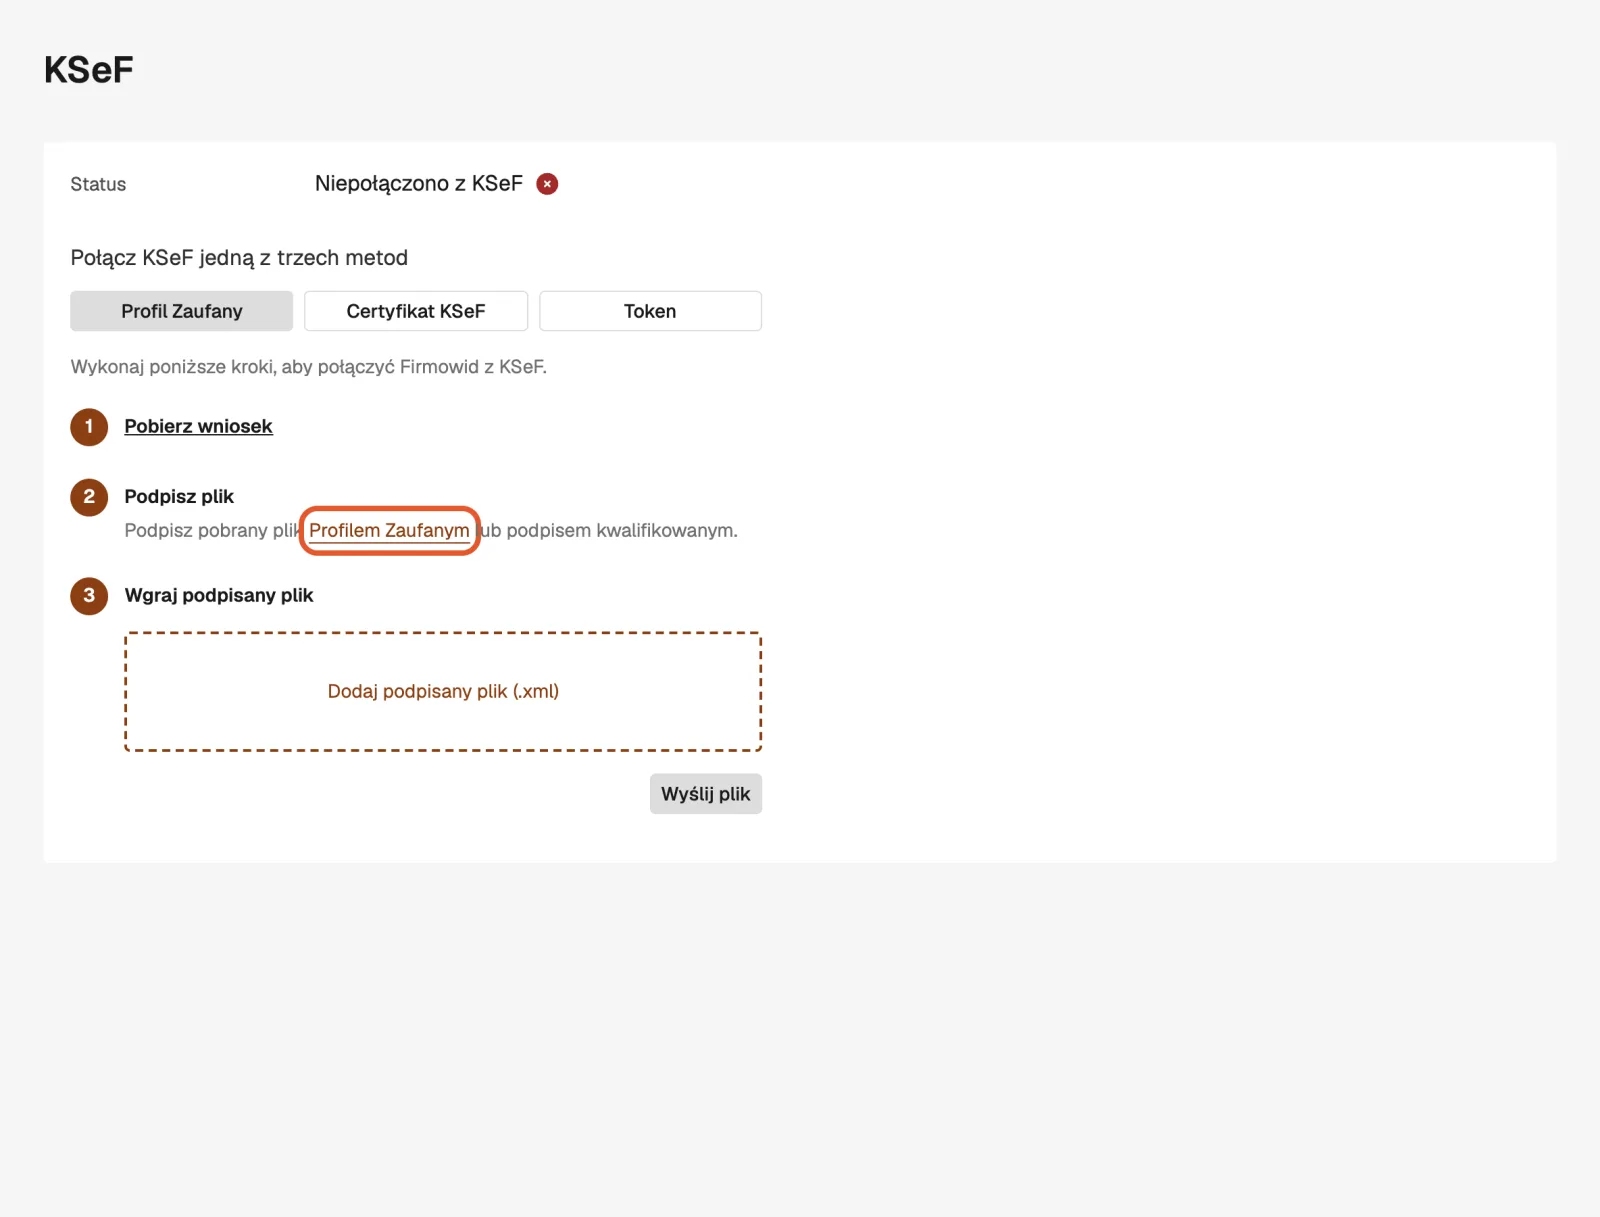 KSeF
Status
Niepołączono z KSeF
Połącz KSeF jedną z trzech metod
Profil Zaufany
Certyfikat KSeF
Token
Wykonaj poniższe kroki, aby połączyć Firmowid z KSeF.
1 Pobierz wniosek
2 Podpisz plik
Podpisz pobrany plik Profilem Zaufanym lub podpisem kwalifikowanym.
3 Wgraj podpisany plik
Dodaj podpisany plik (.xml)
Wyślij plik